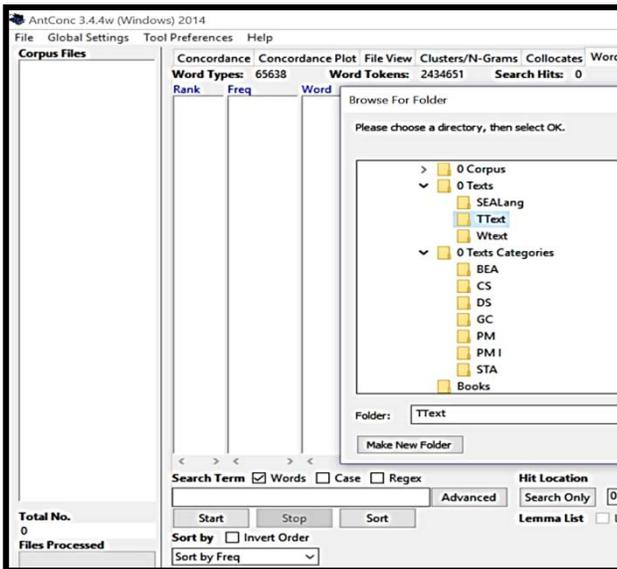 AntConc 3.4.4w (Windows) 2014
File Global Settings Tool Preferences Help
Corpus Files
Concordance Concordance Plot File View Clusters/N-Grams Collocates Word
Word Types: 65638 Word Tokens: 2434651 Search Hits: 0
Rank Freq Word
Browse For Folder
Please choose a directory, then select OK.
0 Corpus
0 Texts
SEALang
TText
Wtext
0 Texts Categories
BEA
CS
DS
GC
PM
PM I
STA
Books
Folder: TText
Make New Folder
Search Term Words Case Regex Hit Location
Advanced Search Only 0
Total No.
0
Files Processed
Start Stop Sort Lemma List
Sort by Invert Order
Sort by Freq